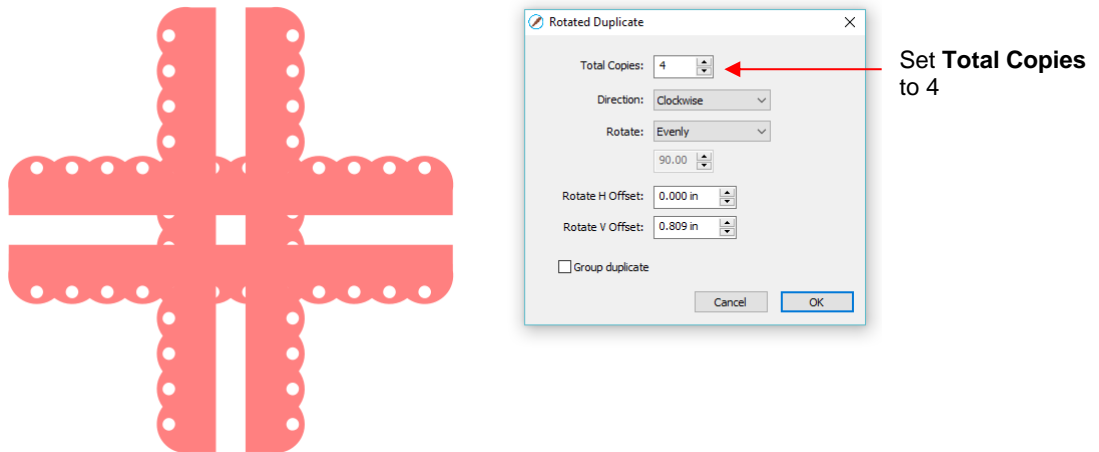 Rotated Duplicate
Total Copies: 4
Direction: Clockwise
Rotate: Evenly
90.00
Rotate H Offset: 0.000 in
Rotate V Offset: 0.809 in
Group duplicate
Cancel OK
Set Total Copies
to 4